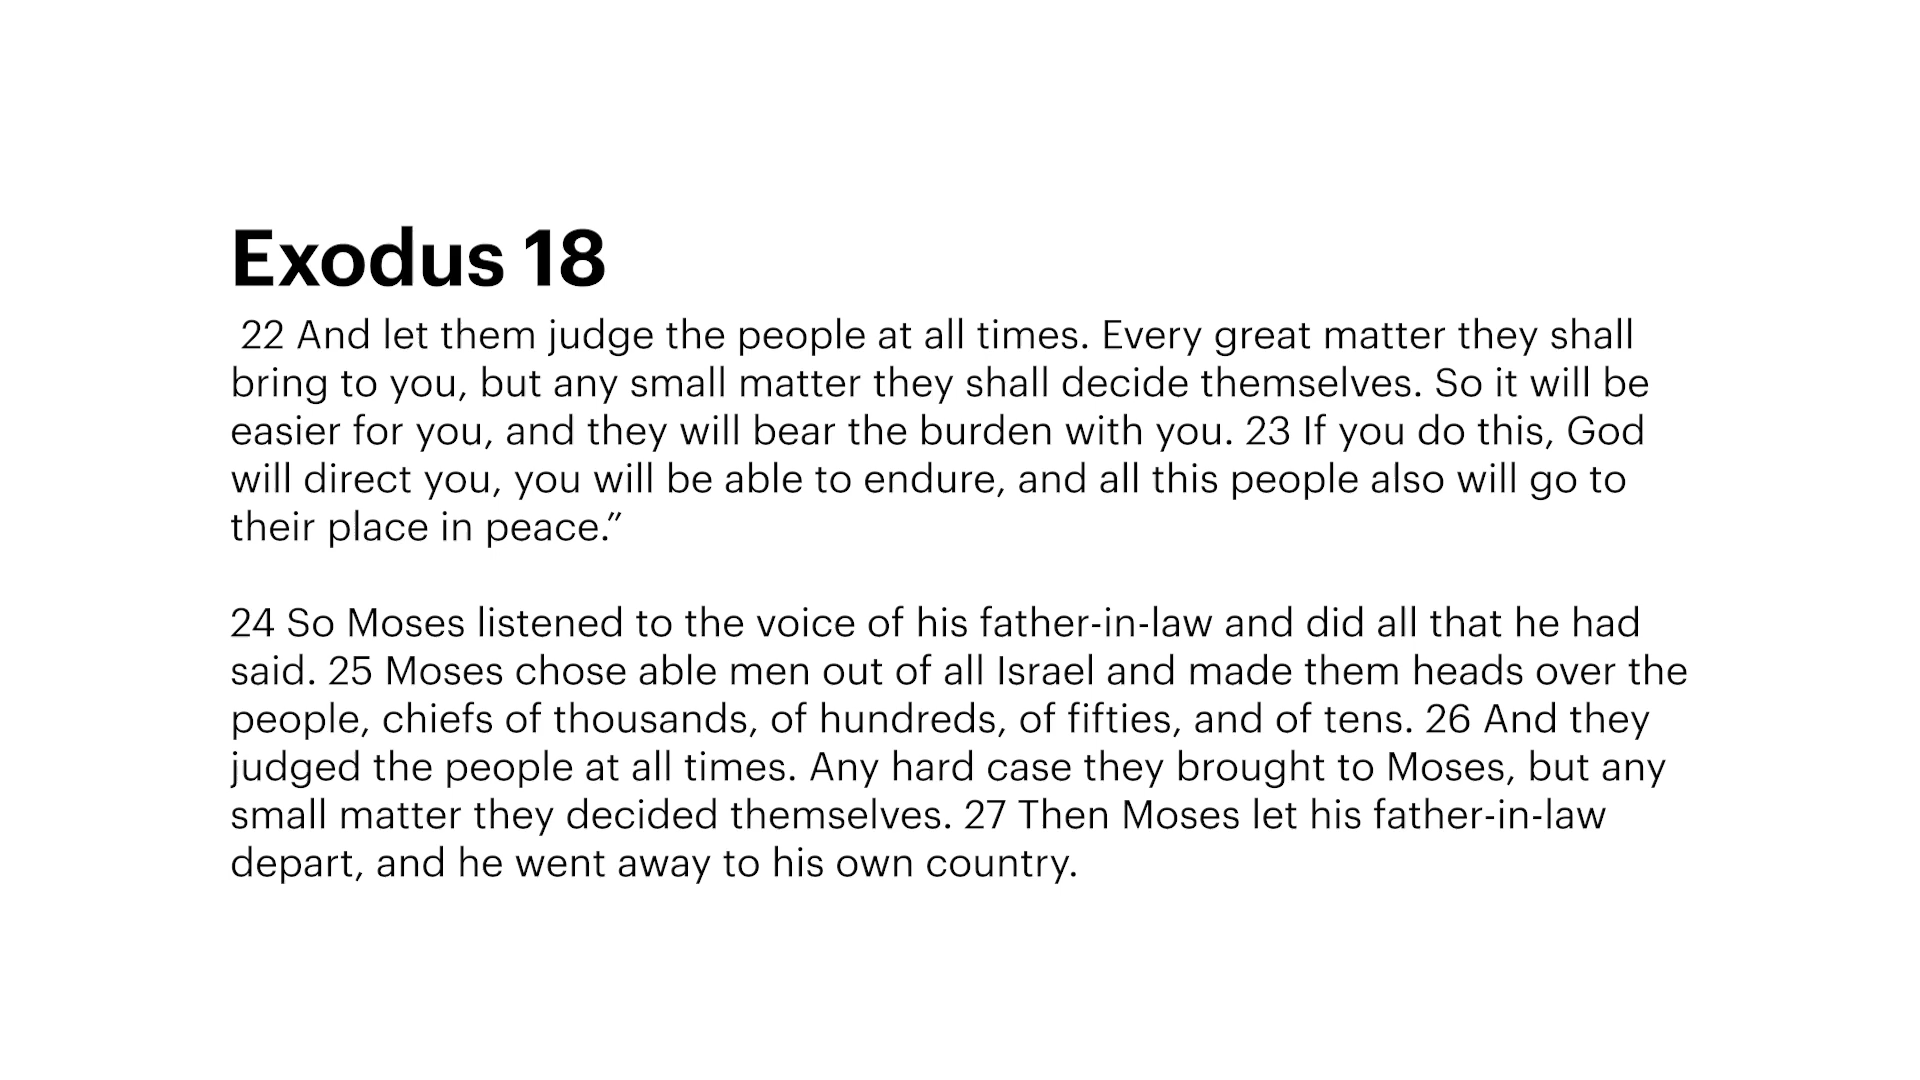 Exodus 18
22 And let them judge the people at all times. Every great matter they shall
bring to you, but any small matter they shall decide themselves. So it will be
easier for you, and they will bear the burden with you. 23 If you do this, God
will direct you, you will be able to endure, and all this people also will go to
their place in peace.”
24 So Moses listened to the voice of his father-in-law and did all that he had
said. 25 Moses chose able men out of all Israel and made them heads over the
people, chiefs of thousands, of hundreds, of fifties, and of tens. 26 And they
judged the people at all times. Any hard case they brought to Moses, but any
small matter they decided themselves. 27 Then Moses let his father-in-law
depart, and he went away to his own country.